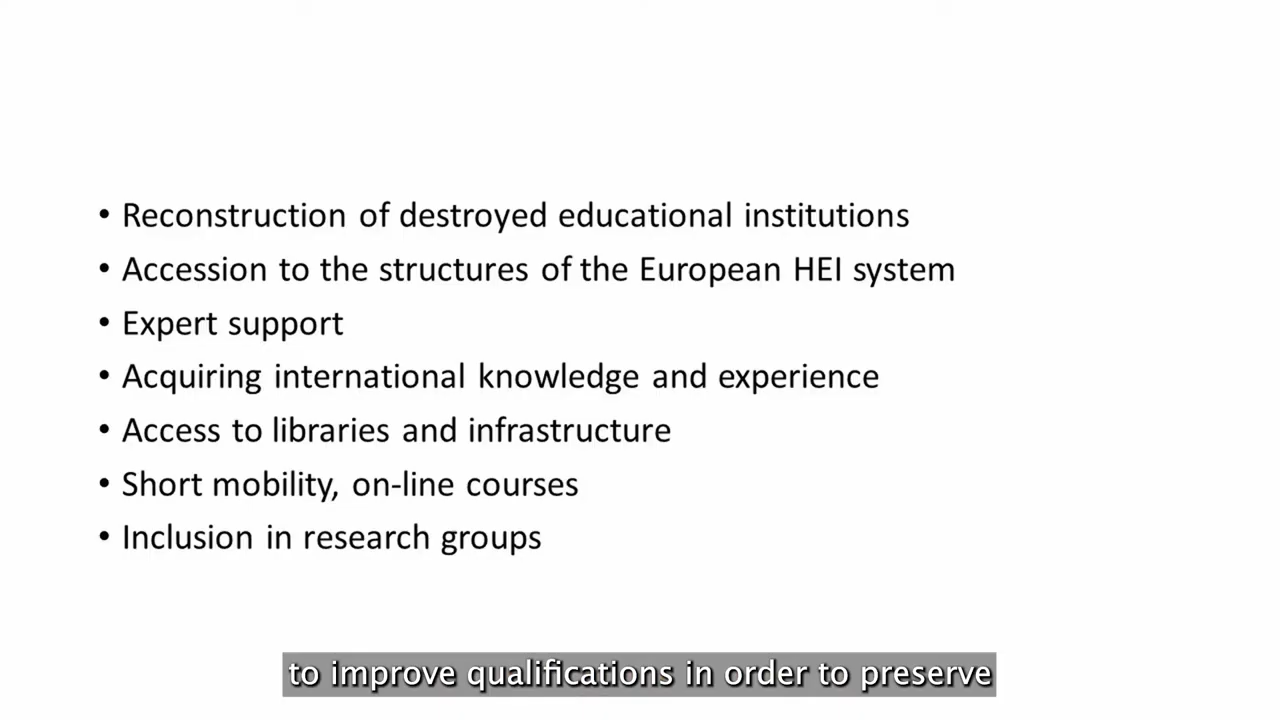 • Reconstruction of destroyed educational institutions
• Accession to the structures of the European HEI system
• Expert support
• Acquiring international knowledge and experience
• Access to libraries and infrastructure
• Short mobility, on-line courses
• Inclusion in research groups
to improve qualifications in order to preserve